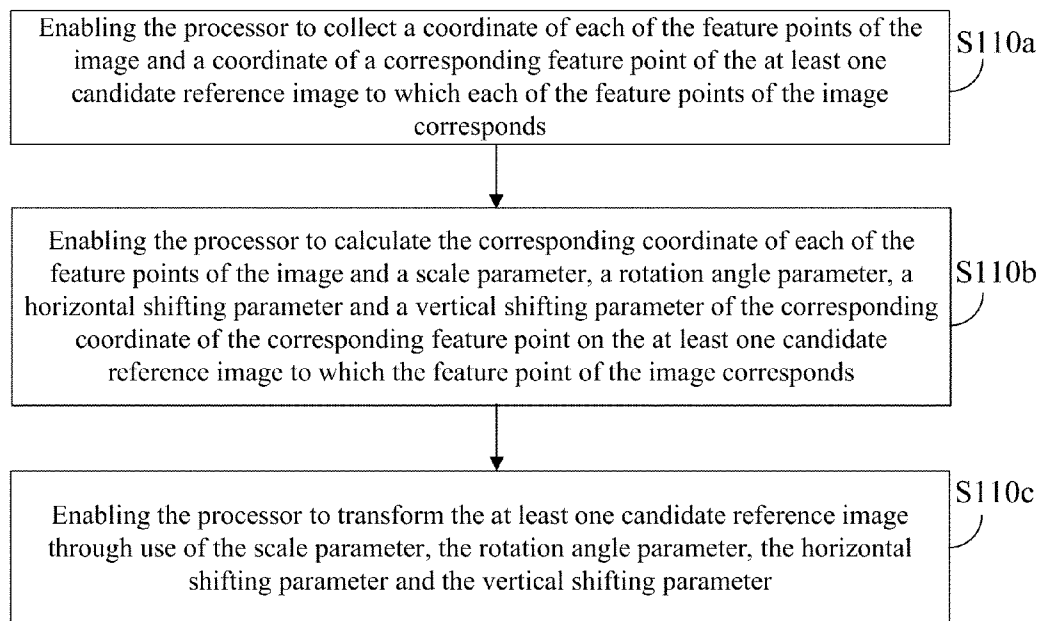 Enabling the processor to collect a coordinate of each of the feature points of the
image and a coordinate of a corresponding feature point of the at least one
candidate reference image to which each of the feature points of the image
corresponds
S110a
Enabling the processor to calculate the corresponding coordinate of each of the
feature points of the image and a scale parameter, a rotation angle parameter, a
horizontal shifting parameter and a vertical shifting parameter of the corresponding
coordinate of the corresponding feature point on the at least one candidate
reference image to which the feature point of the image corresponds
S110b
Enabling the processor to transform the at least one candidate reference image
through use of the scale parameter, the rotation angle parameter, the horizontal
shifting parameter and the vertical shifting parameter
S110c